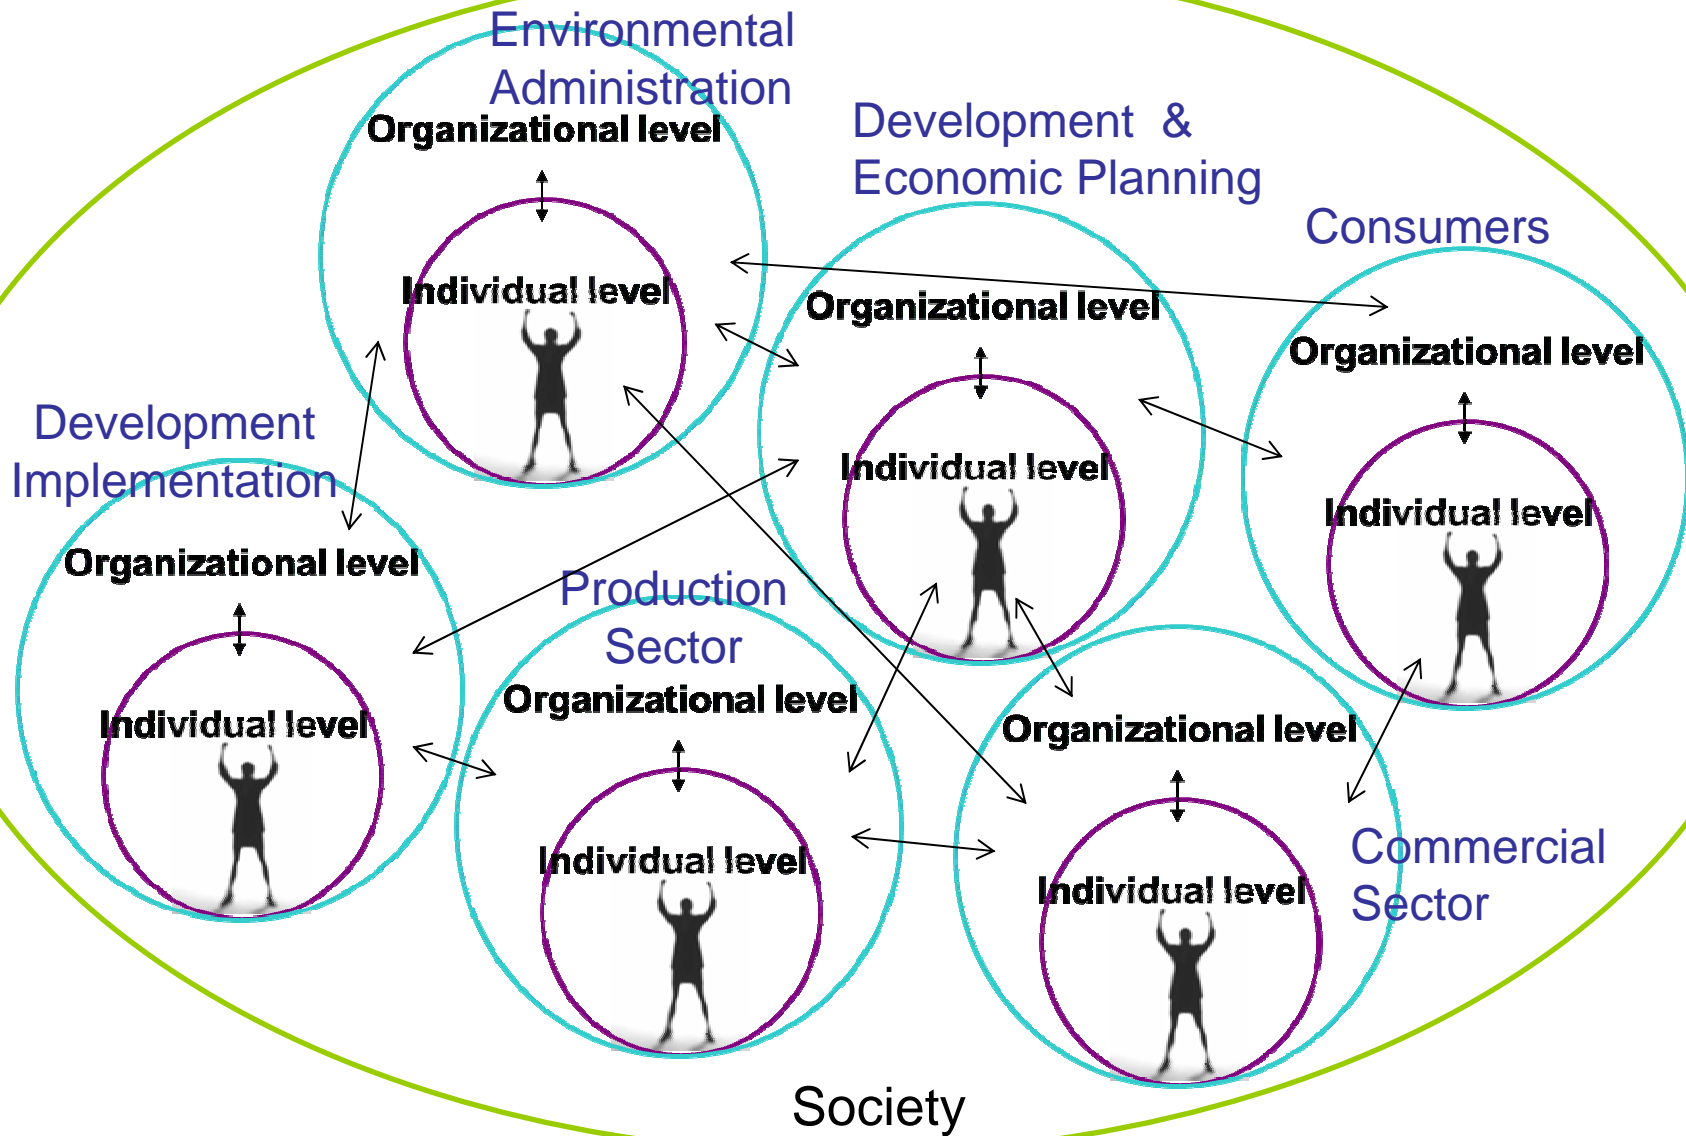 Environmental
Administration
Organizational level
Individual level
Development &
Economic Planning
Organizational level
Individual level
Consumers
Organizational level
Individual level
Development
Implementation
Organizational level
Individual level
Production
Sector
Organizational level
Individual level
Organizational level
Individual level
Commercial
Sector
Society